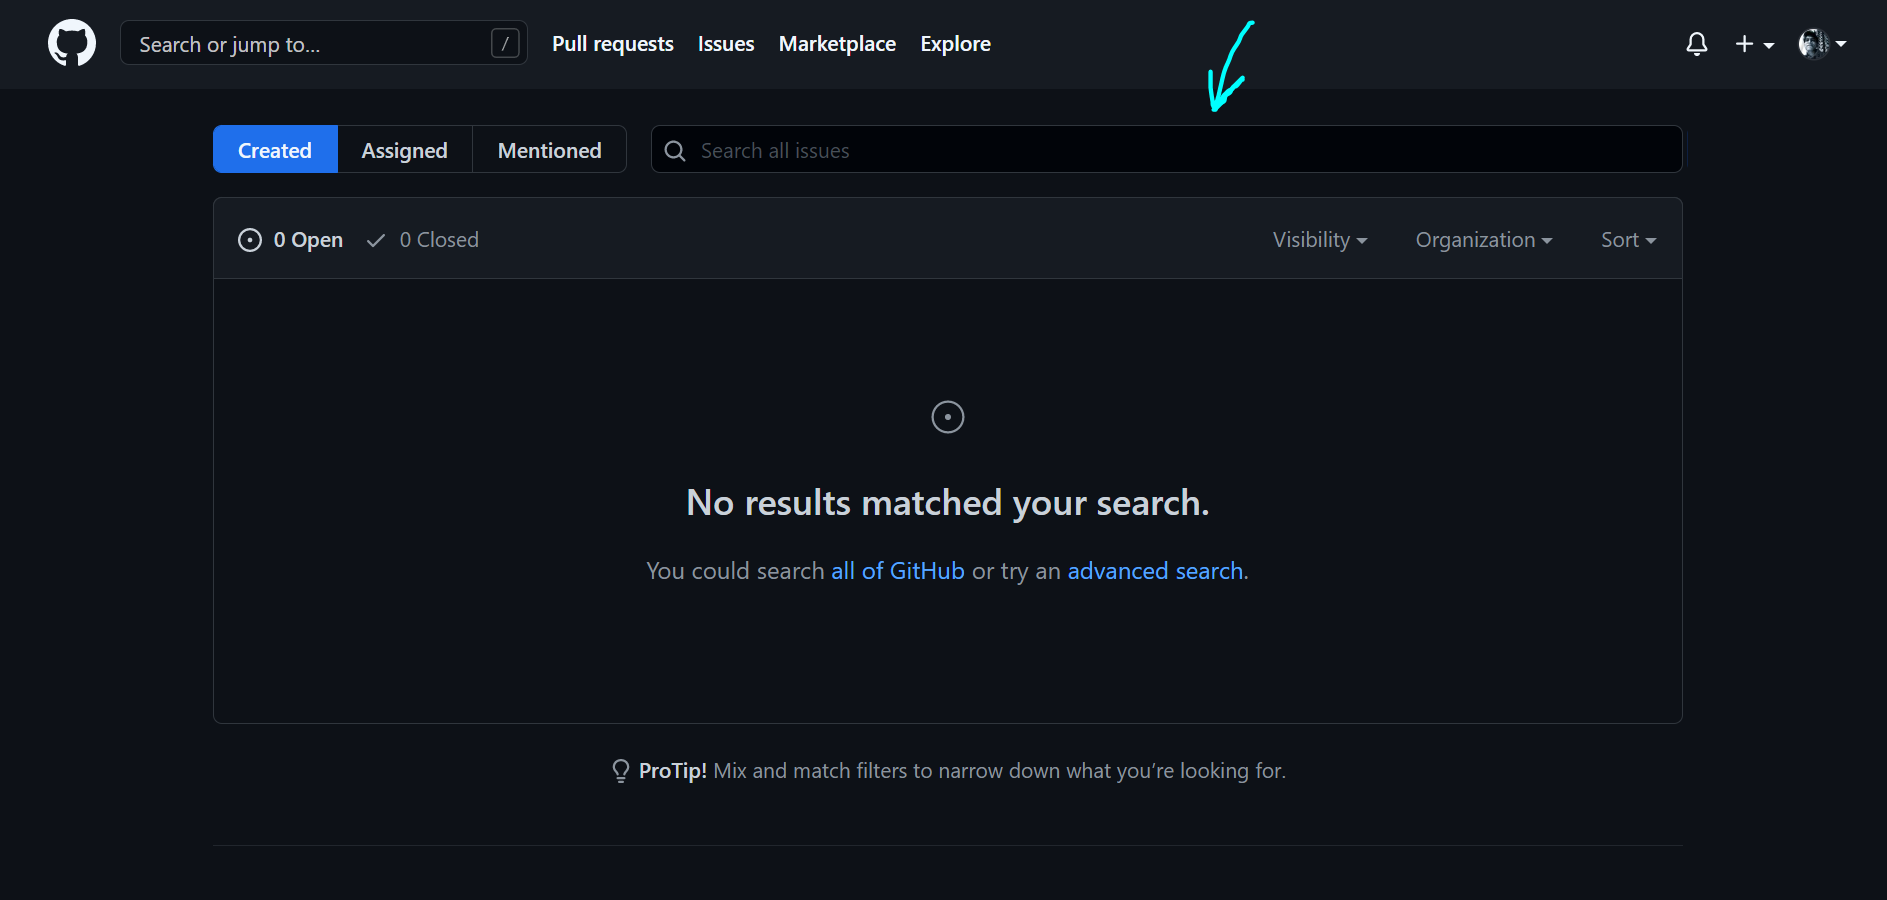 Search or jump to... / Pull requests Issues Marketplace Explore
Created Assigned Mentioned Search all issues
0 Open 0 Closed Visibility Organization Sort
No results matched your search.
You could search all of GitHub or try an advanced search.
ProTip! Mix and match filters to narrow down what you’re looking for.